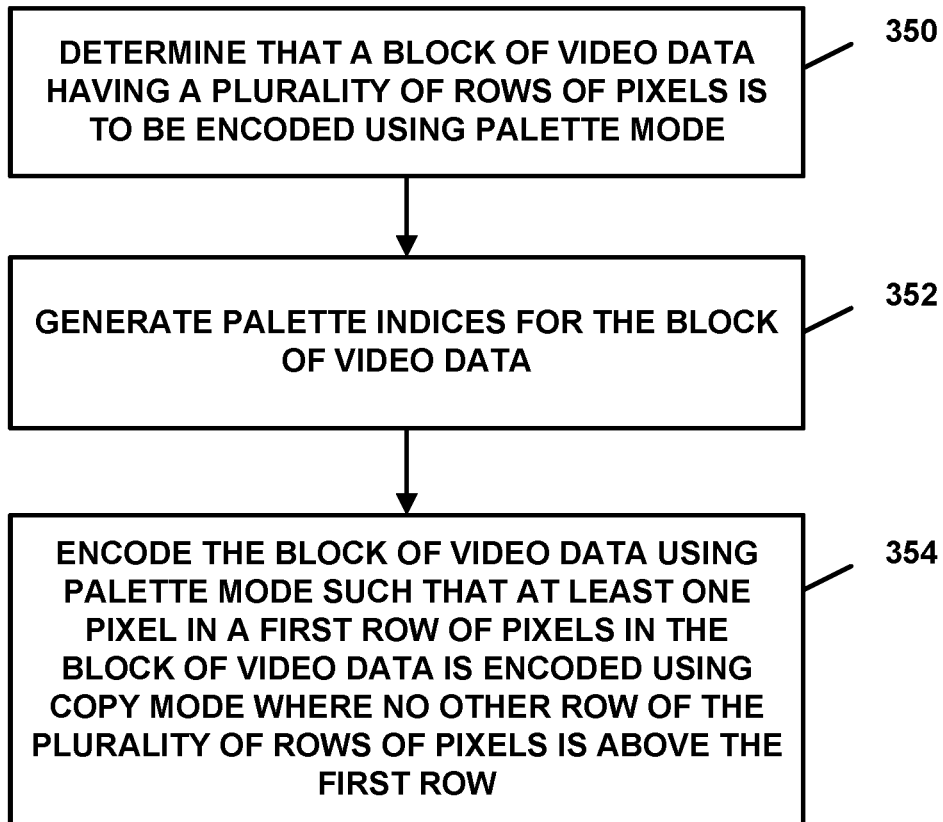 350
DETERMINE THAT A BLOCK OF VIDEO DATA
HAVING A PLURALITY OF ROWS OF PIXELS IS
TO BE ENCODED USING PALETTE MODE
352
GENERATE PALETTE INDICES FOR THE BLOCK
OF VIDEO DATA
354
ENCODE THE BLOCK OF VIDEO DATA USING
PALETTE MODE SUCH THAT AT LEAST ONE
PIXEL IN A FIRST ROW OF PIXELS IN THE
BLOCK OF VIDEO DATA IS ENCODED USING
COPY MODE WHERE NO OTHER ROW OF THE
PLURALITY OF ROWS OF PIXELS IS ABOVE THE
FIRST ROW